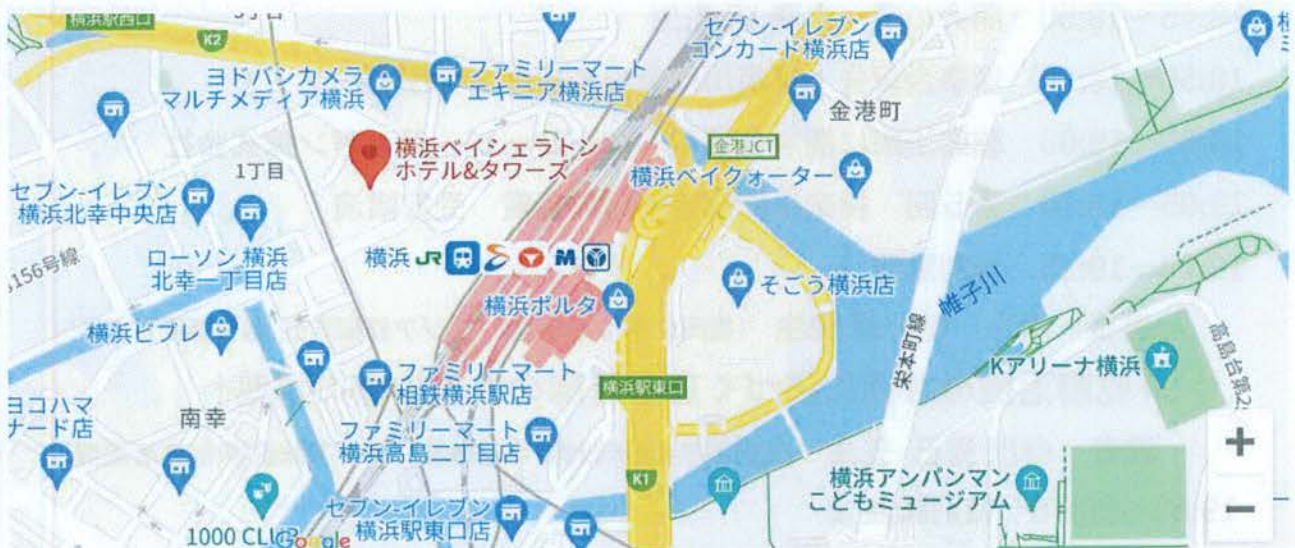 横浜駅西口
K2
セブン-イレブン
コンカード横浜店
ヨドバシカメラ
マルチメディア横浜
ファミリーマート
エキニア横浜店
金港町
横浜ベイシェラトン
ホテル&タワーズ
金港JCT
横浜ベイクォーター
1丁目
セブン-イレブン
横浜北幸中央店
ローソン 横浜
北幸一丁目店
横浜 JR M
156号線
横浜ポルタ
そごう横浜店
帷子川
栄本町線
横浜ビブレ
Kアリーナ横浜
高島台第2
ファミリーマート
相鉄横浜駅店
横浜駅東口
ヨコハマ
ナード店
南幸
ファミリーマート
横浜高島二丁目店
K1
横浜アンパンマン
こどもミュージアム
セブン-イレブン
横浜駅東口店
1000 CLUB
Google
+
−